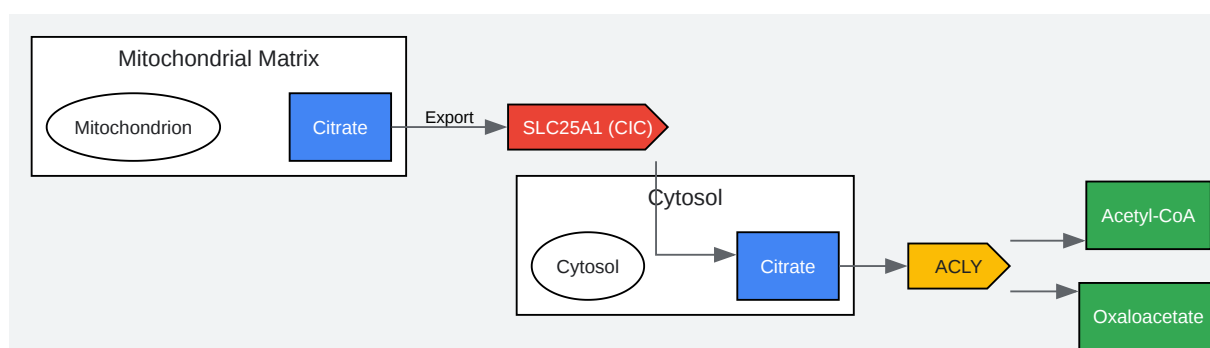 Mitochondrial Matrix
Mitochondrion
Citrate
Export
SLC25A1 (CIC)
Cytosol
Cytosol
Citrate
ACLY
Acetyl-CoA
Oxaloacetate